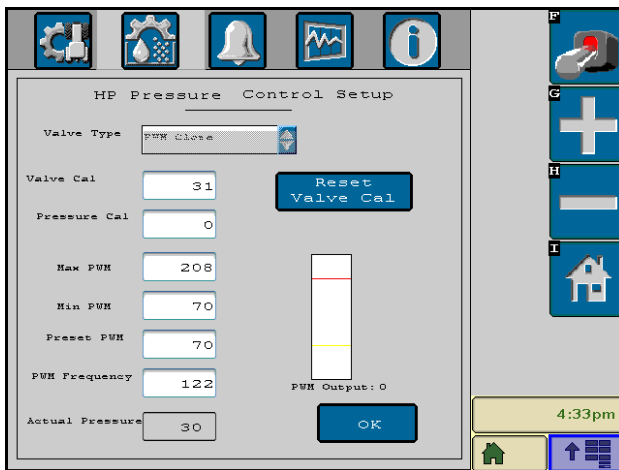 F
G
H
I
HP Pressure Control Setup
Valve Type PWM Close
Valve Cal 31
Reset
Valve Cal
Pressure Cal 0
Max PWM 208
Min PWM 70
Preset PWM 70
PWM Frequency 122
PWM Output: 0
Actual Pressure 30
OK
4:33pm